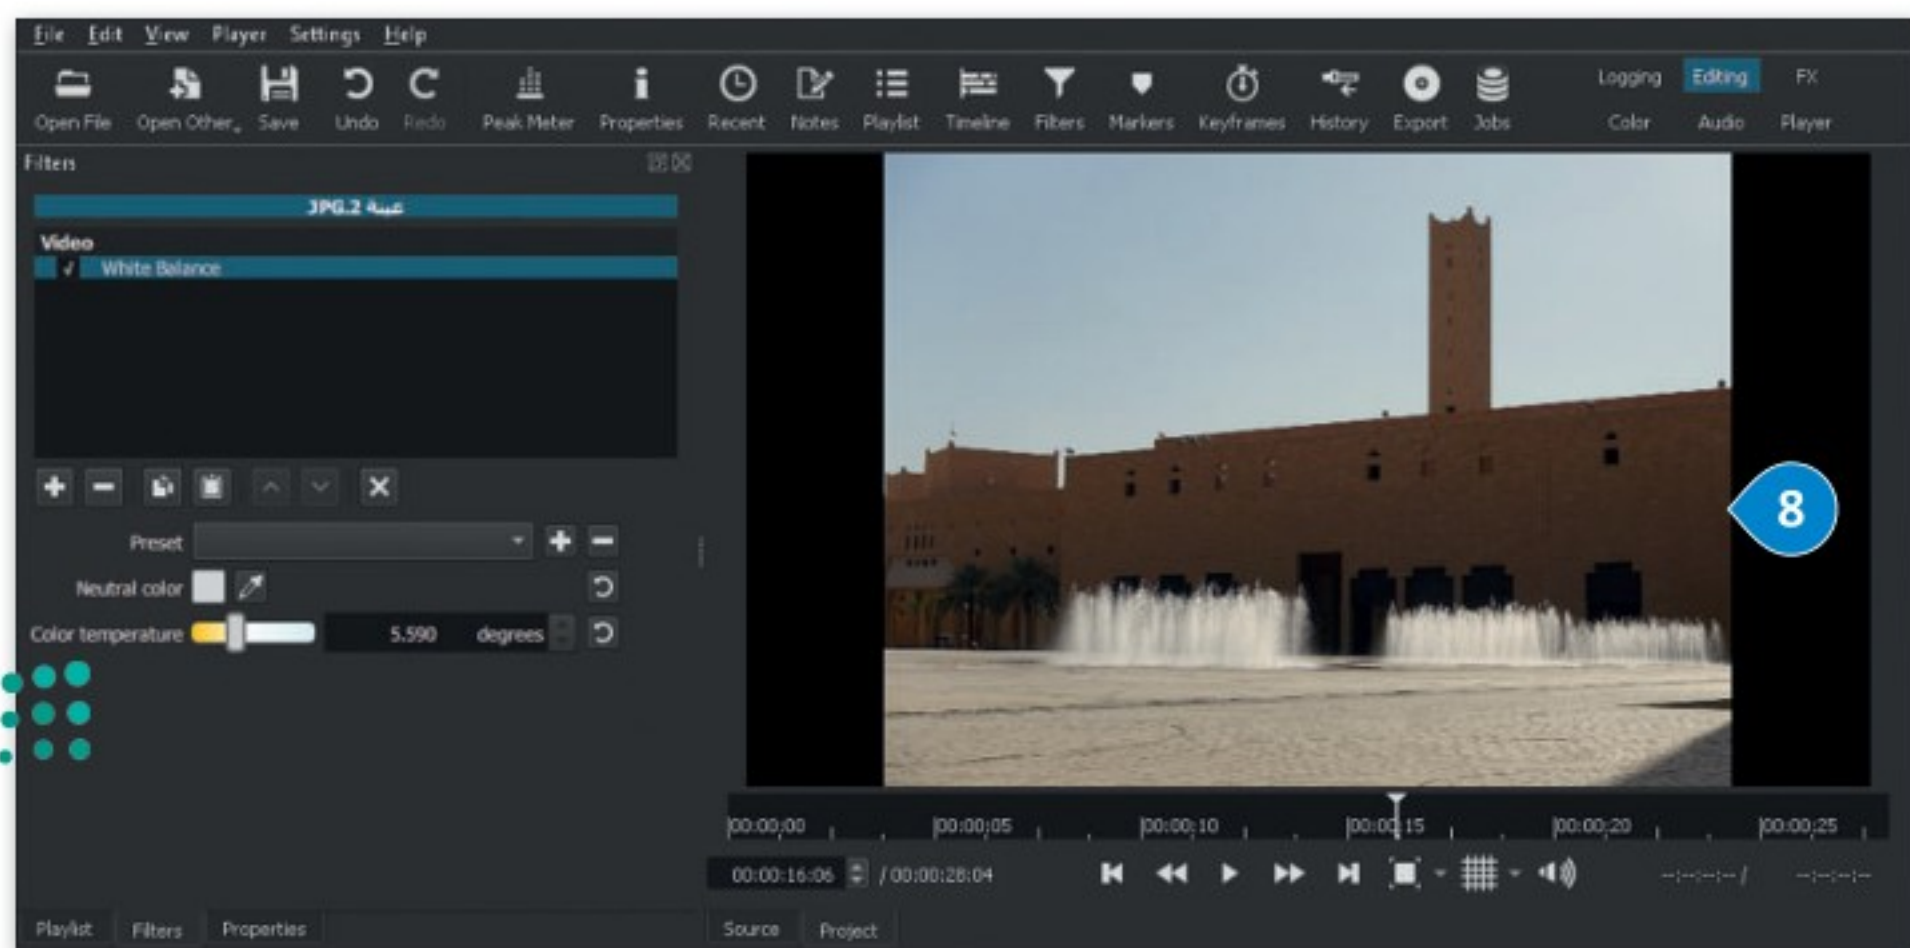 File Edit View Player Settings Help
Open File Open Other.. Save Undo Redo Peak Meter Properties Recent Notes Playlist Timeline Filters Markers Keyframes History Export Jobs
Logging Editing FX
Color Audio Player
Filters
عينة 2.JPG
Video
✓ White Balance
8
Preset
Neutral color
Color temperature 5.590 degrees
00:00;00 00:00;05 00:00;10 00:00;15 00:00;20 00:00;25
00:00:16:06 / 00:00:28:04 --:--:--:-- / --:--:--:--
Playlist Filters Properties
Source Project